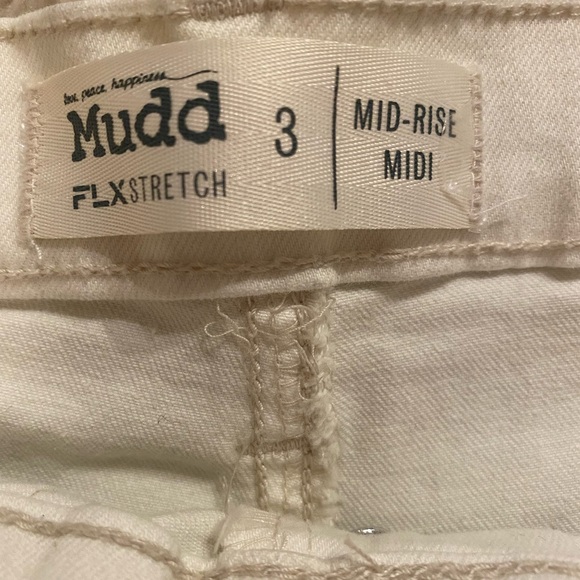 love. peace. happiness.
Mudd
FLXSTRETCH
3
MID-RISE
MIDI